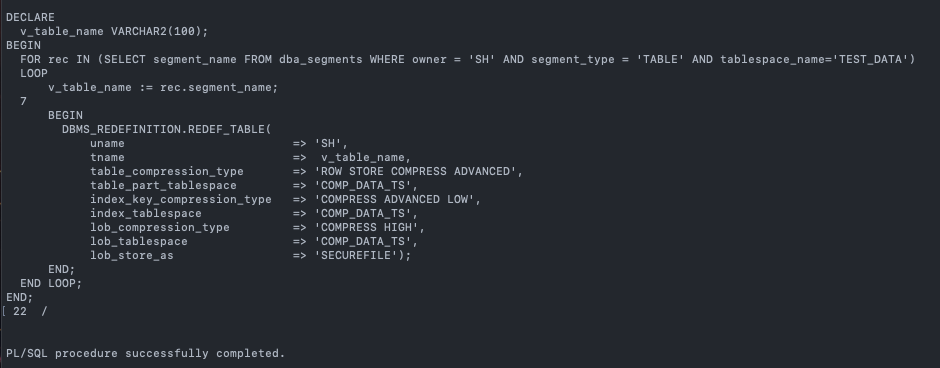 DECLARE
  v_table_name VARCHAR2(100);
BEGIN
  FOR rec IN (SELECT segment_name FROM dba_segments WHERE owner = 'SH' AND segment_type = 'TABLE' AND tablespace_name='TEST_DATA')
  LOOP
      v_table_name := rec.segment_name;
  7
      BEGIN
        DBMS_REDEFINITION.REDEF_TABLE(
            uname                        => 'SH',
            tname                        =>  v_table_name,
            table_compression_type       => 'ROW STORE COMPRESS ADVANCED',
            table_part_tablespace        => 'COMP_DATA_TS',
            index_key_compression_type   => 'COMPRESS ADVANCED LOW',
            index_tablespace             => 'COMP_DATA_TS',
            lob_compression_type         => 'COMPRESS HIGH',
            lob_tablespace               => 'COMP_DATA_TS',
            lob_store_as                 => 'SECUREFILE');
      END;
  END LOOP;
END;
[ 22  /
PL/SQL procedure successfully completed.